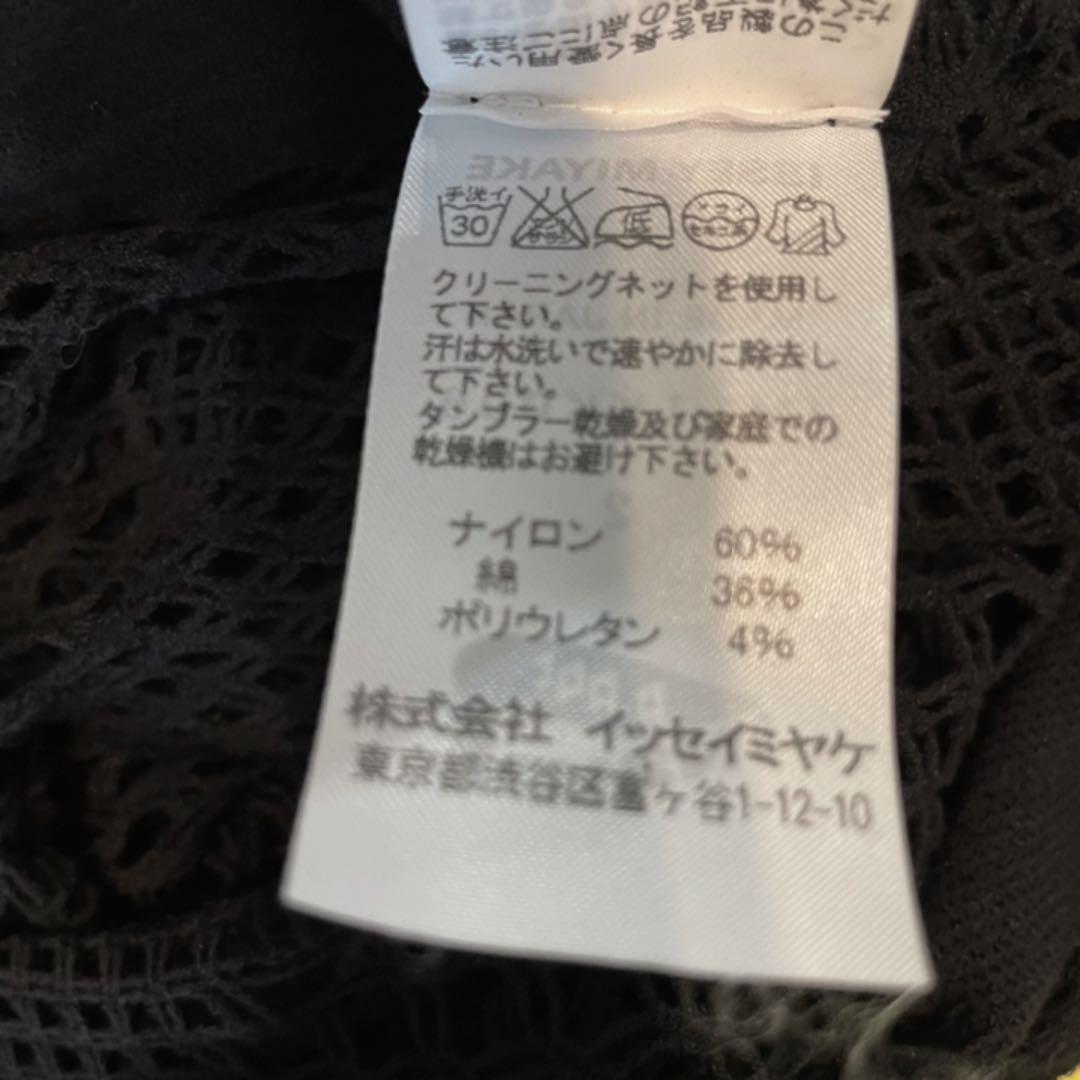 手洗イ
30
低
クリーニングネットを使用し
て下さい。
汗は水洗いで速やかに除去し
て下さい。
タンブラー乾燥及び家庭での
乾燥機はお避け下さい。
ナイロン 60%
綿 36%
ポリウレタン 4%
株式会社 イッセイミヤケ
東京都渋谷区富ヶ谷1-12-10